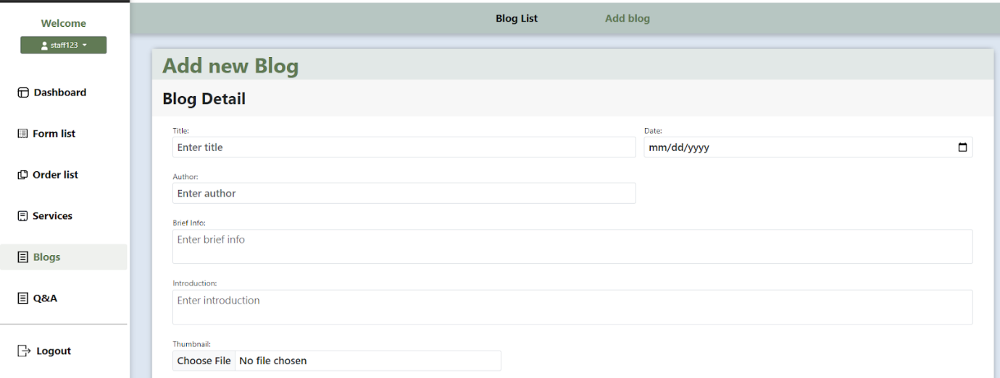 Welcome
staff123
Dashboard
Form list
Order list
Services
Blogs
Q&A
Logout
Blog List
Add blog
Add new Blog
Blog Detail
Title:
Enter title
Date:
mm/dd/yyyy
Author:
Enter author
Brief Info:
Enter brief info
Introduction:
Enter introduction
Thumbnail:
Choose File No file chosen